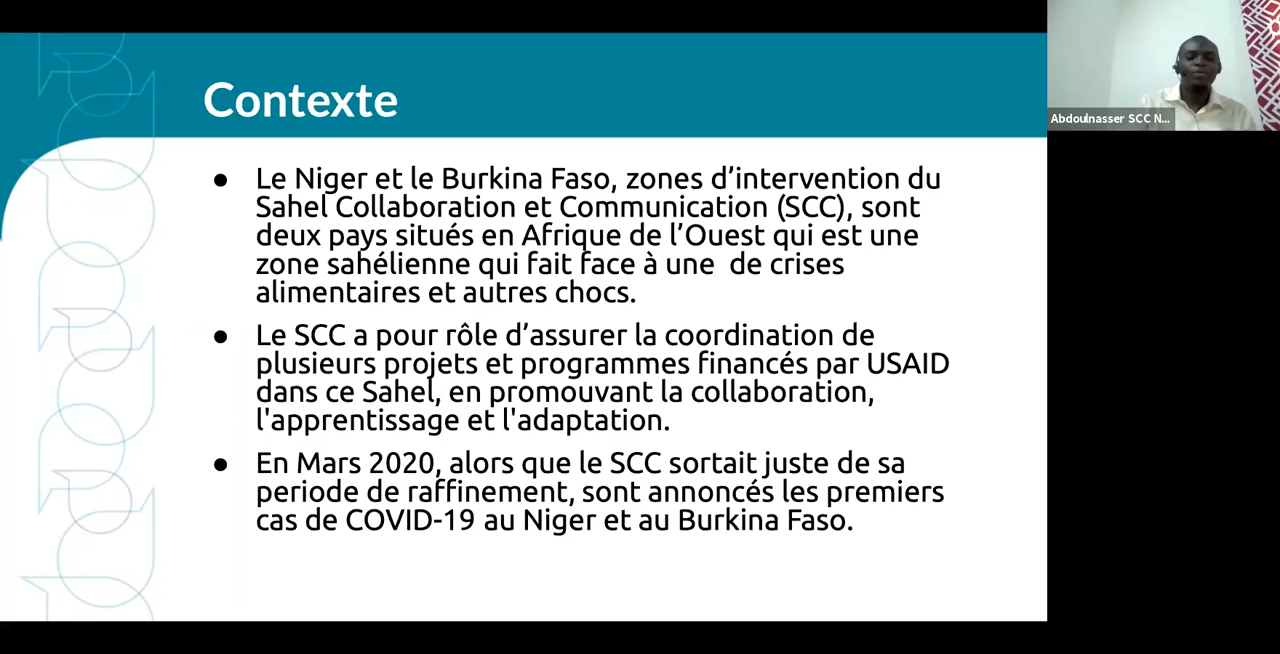 Contexte
● Le Niger et le Burkina Faso, zones d’intervention du
Sahel Collaboration et Communication (SCC), sont
deux pays situés en Afrique de l’Ouest qui est une
zone sahélienne qui fait face à une  de crises
alimentaires et autres chocs.
● Le SCC a pour rôle d’assurer la coordination de
plusieurs projets et programmes financés par USAID
dans ce Sahel, en promouvant la collaboration,
l'apprentissage et l'adaptation.
● En Mars 2020, alors que le SCC sortait juste de sa
periode de raffinement, sont annoncés les premiers
cas de COVID-19 au Niger et au Burkina Faso.
Abdoulnasser SCC N...